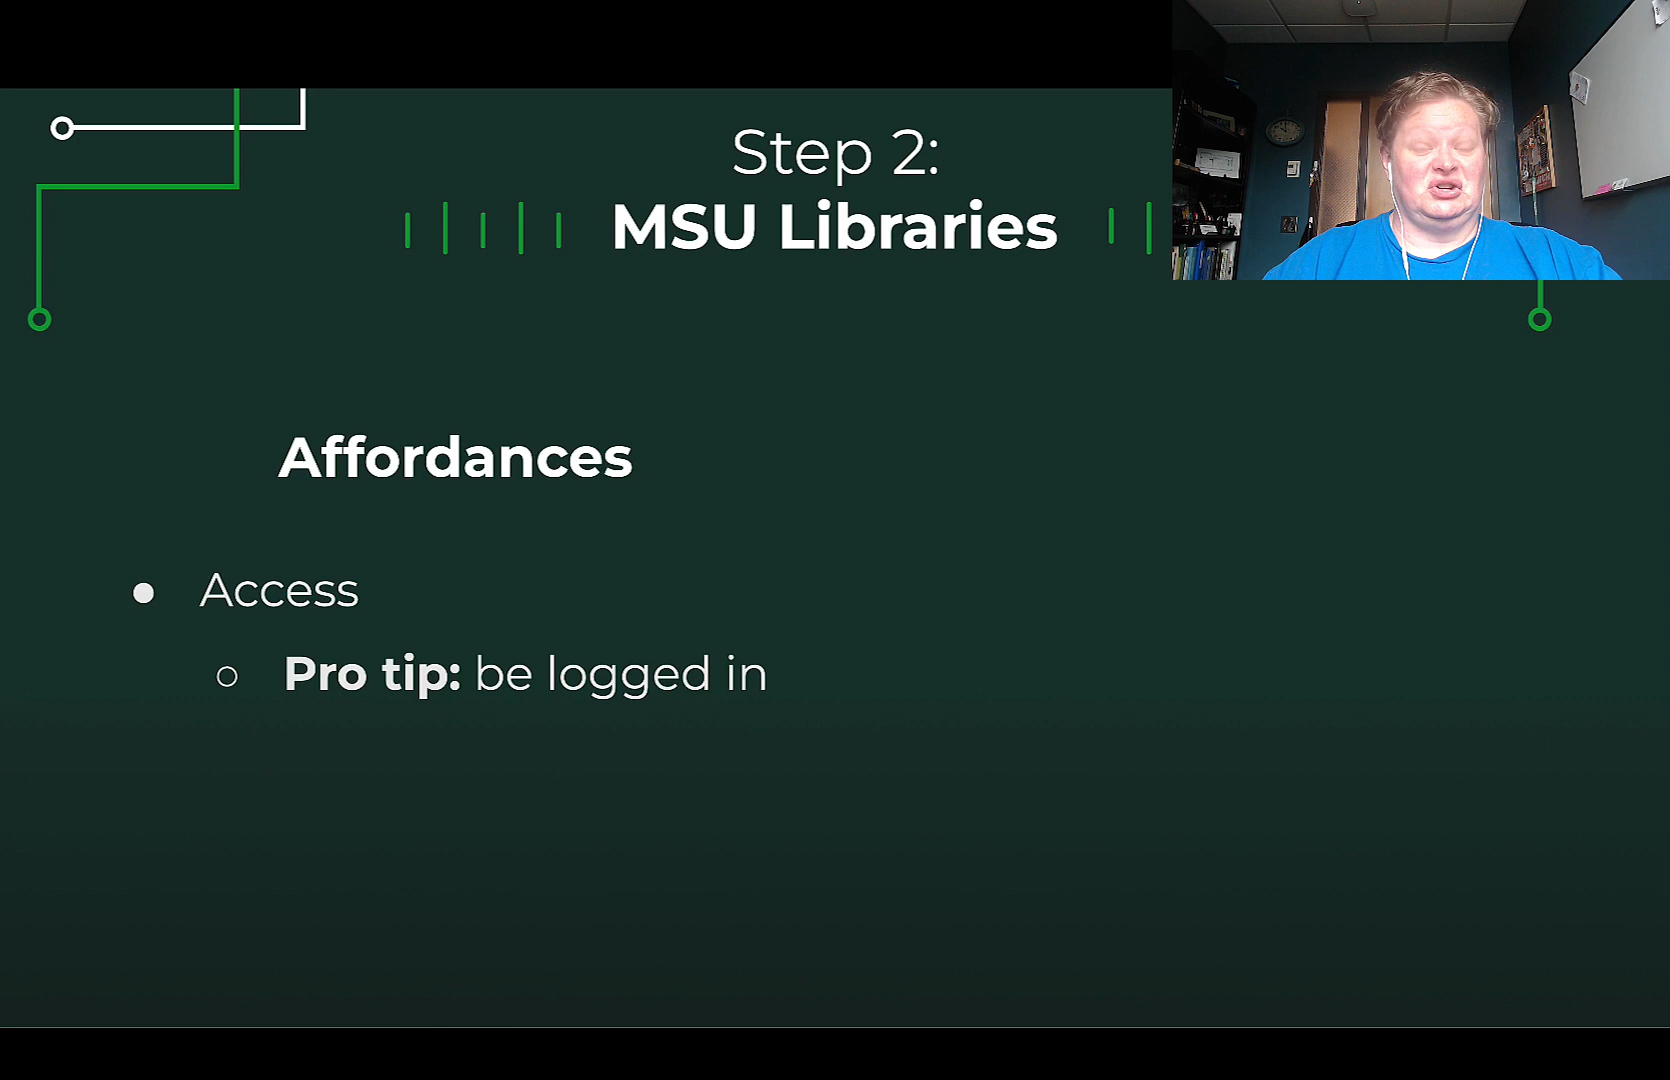 Step 2:
MSU Libraries
Affordances
● Access
○ Pro tip: be logged in